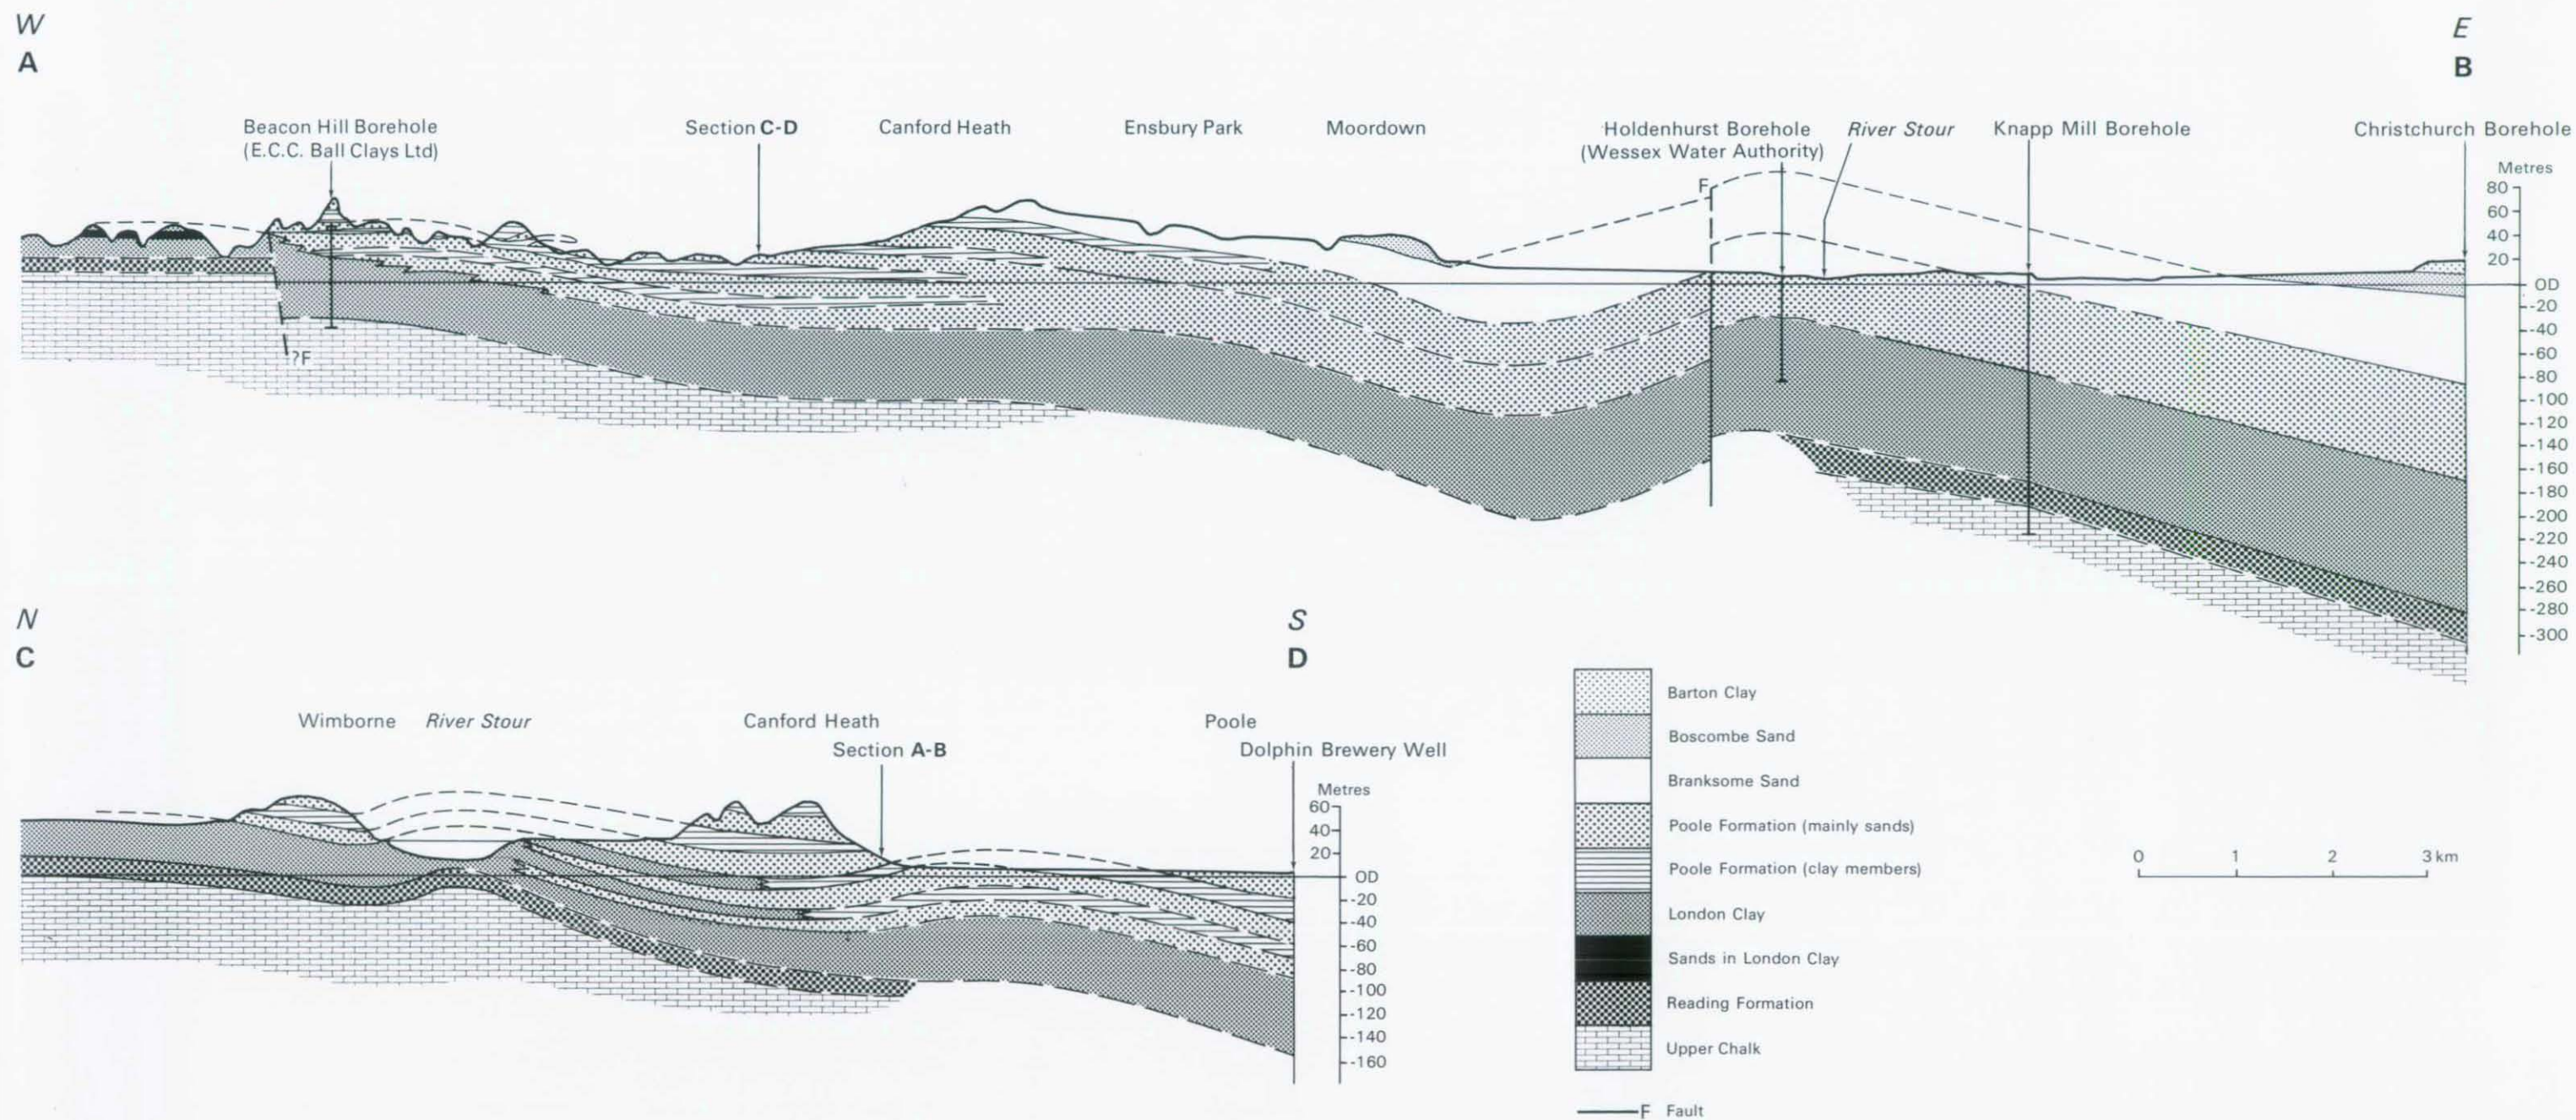 W
A
E
B
Beacon Hill Borehole
(E.C.C. Ball Clays Ltd)
Section C-D
Canford Heath
Ensbury Park
Moordown
Holdenhurst Borehole
(Wessex Water Authority)
River Stour
Knapp Mill Borehole
Christchurch Borehole
Metres
80
60
40
20
OD
-20
-40
-60
-80
-100
-120
-140
-160
-180
-200
-220
-240
-260
-280
-300
F
?F
N
C
S
D
Wimborne
River Stour
Canford Heath
Section A-B
Poole
Dolphin Brewery Well
Metres
60
40
20
OD
-20
-40
-60
-80
-100
-120
-140
-160
Barton Clay
Boscombe Sand
Branksome Sand
Poole Formation (mainly sands)
Poole Formation (clay members)
London Clay
Sands in London Clay
Reading Formation
Upper Chalk
F Fault
0 1 2 3 km